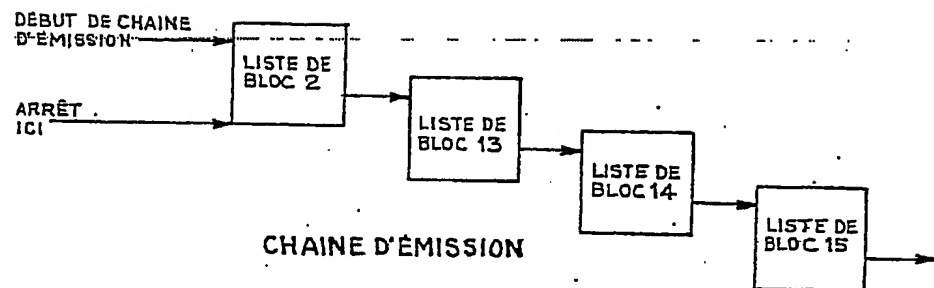 DÉBUT DE CHAINE
D'ÉMISSION
LISTE DE
BLOC 2
ARRÊT
ICI
LISTE DE
BLOC 13
LISTE DE
BLOC 14
LISTE DE
BLOC 15
CHAINE D'ÉMISSION